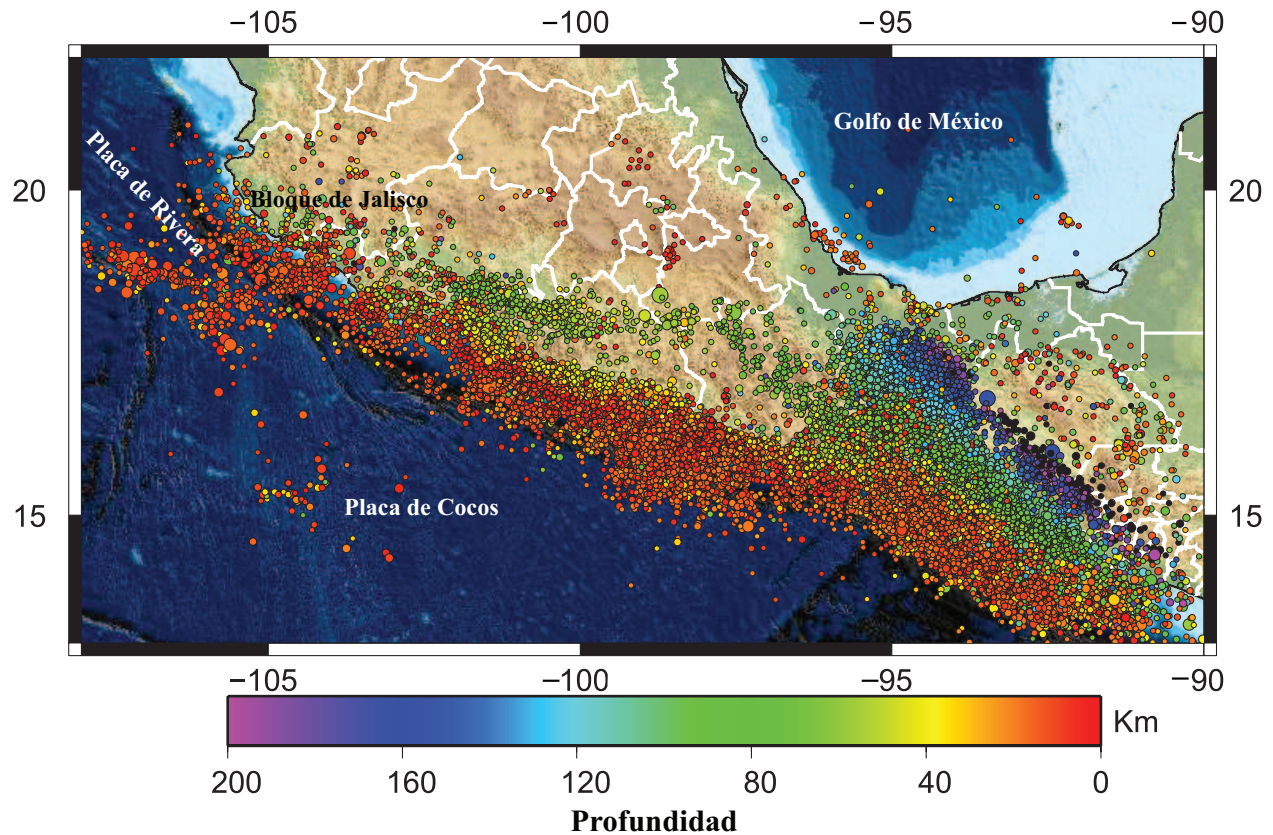 −105 −100 −95 −90
Golfo de México
Placa de Rivera
20 20
Bloque de Jalisco
Placa de Cocos
15 15
−105 −100 −95 −90
Km
200 160 120 80 40 0
Profundidad